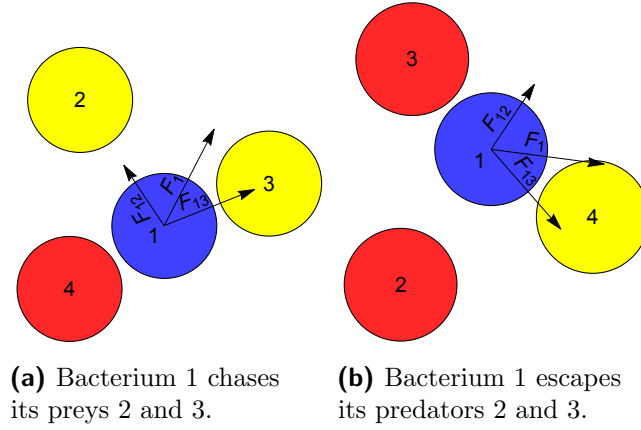 2
F12
F1
F13
3
1
4
3
F12
1
F1
F13
4
2
(a) Bacterium 1 chases
its preys 2 and 3.
(b) Bacterium 1 escapes
its predators 2 and 3.